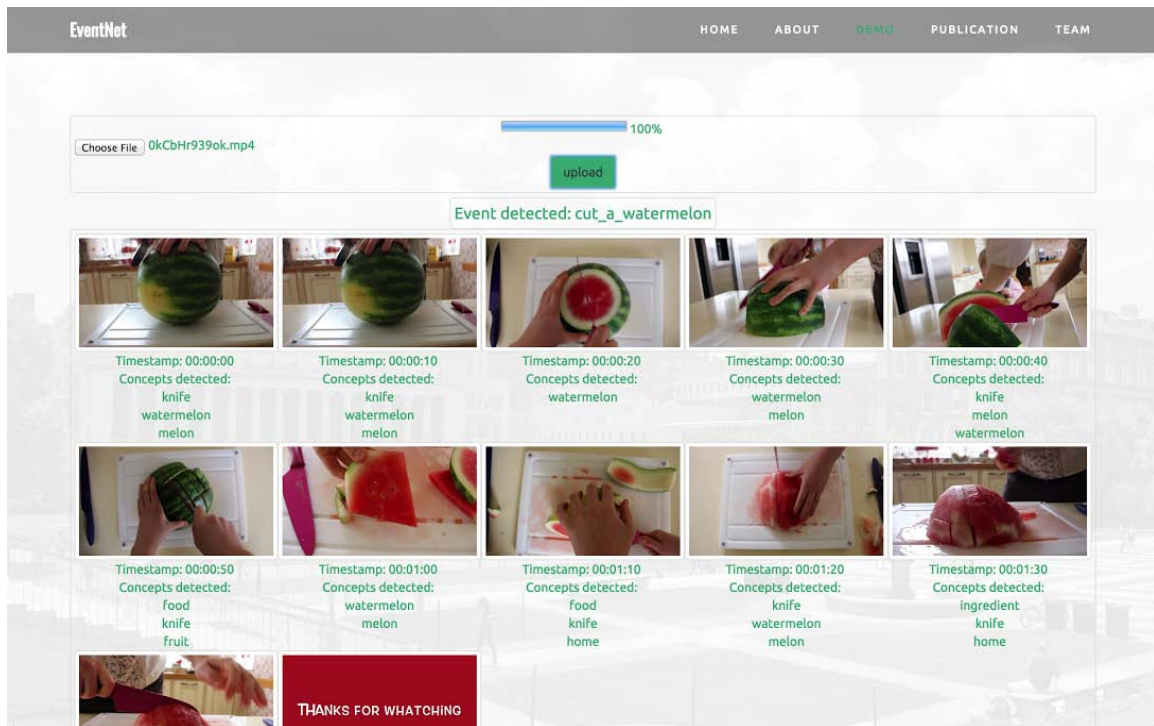 EventNet
HOME ABOUT DEMO PUBLICATION TEAM
100%
Choose File 0kCbHr939ok.mp4
upload
Event detected: cut_a_watermelon
Timestamp: 00:00:00
Concepts detected:
knife
watermelon
melon
Timestamp: 00:00:10
Concepts detected:
knife
watermelon
melon
Timestamp: 00:00:20
Concepts detected:
watermelon
Timestamp: 00:00:30
Concepts detected:
watermelon
melon
Timestamp: 00:00:40
Concepts detected:
knife
melon
watermelon
Timestamp: 00:00:50
Concepts detected:
food
knife
fruit
Timestamp: 00:01:00
Concepts detected:
watermelon
melon
Timestamp: 00:01:10
Concepts detected:
food
knife
home
Timestamp: 00:01:20
Concepts detected:
knife
watermelon
melon
Timestamp: 00:01:30
Concepts detected:
ingredient
knife
home
THANKS FOR WHATCHING